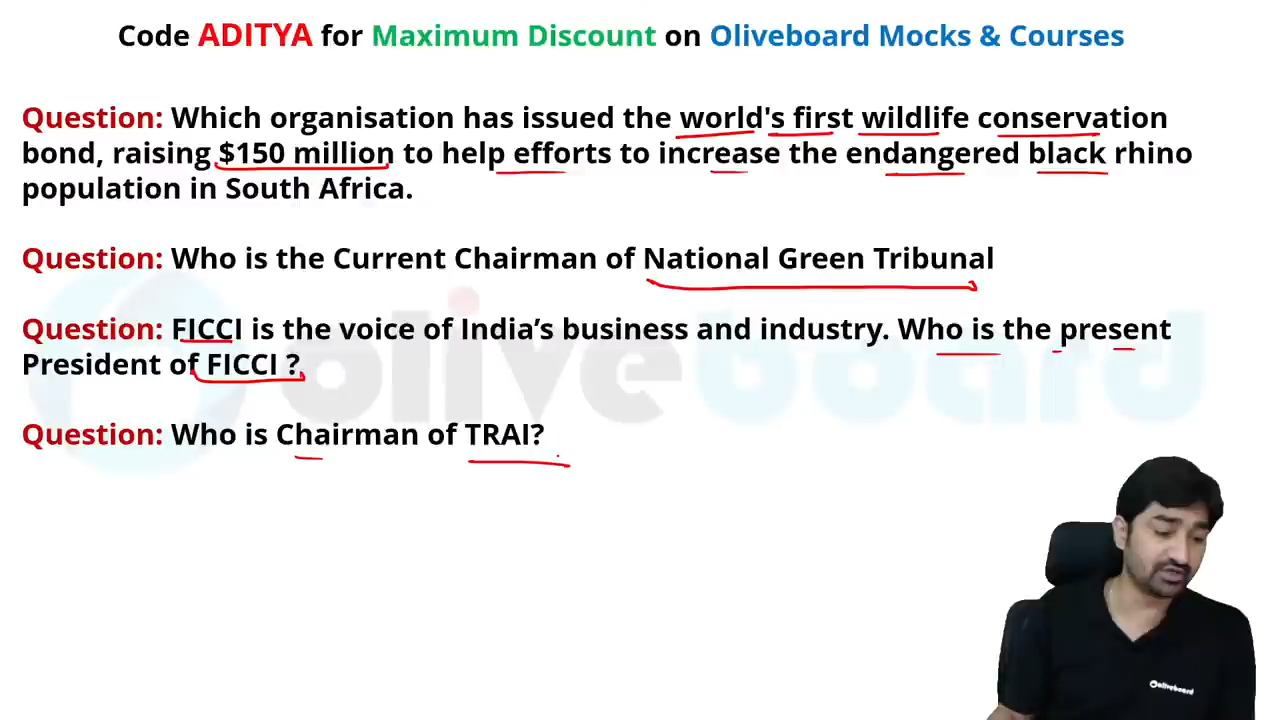 Code ADITYA for Maximum Discount on Oliveboard Mocks & Courses
Question: Which organisation has issued the world's first wildlife conservation
bond, raising $150 million to help efforts to increase the endangered black rhino
population in South Africa.
Question: Who is the Current Chairman of National Green Tribunal
Question: FICCI is the voice of India’s business and industry. Who is the present
President of FICCI ?
Question: Who is Chairman of TRAI?
oliveboard
oliveboard